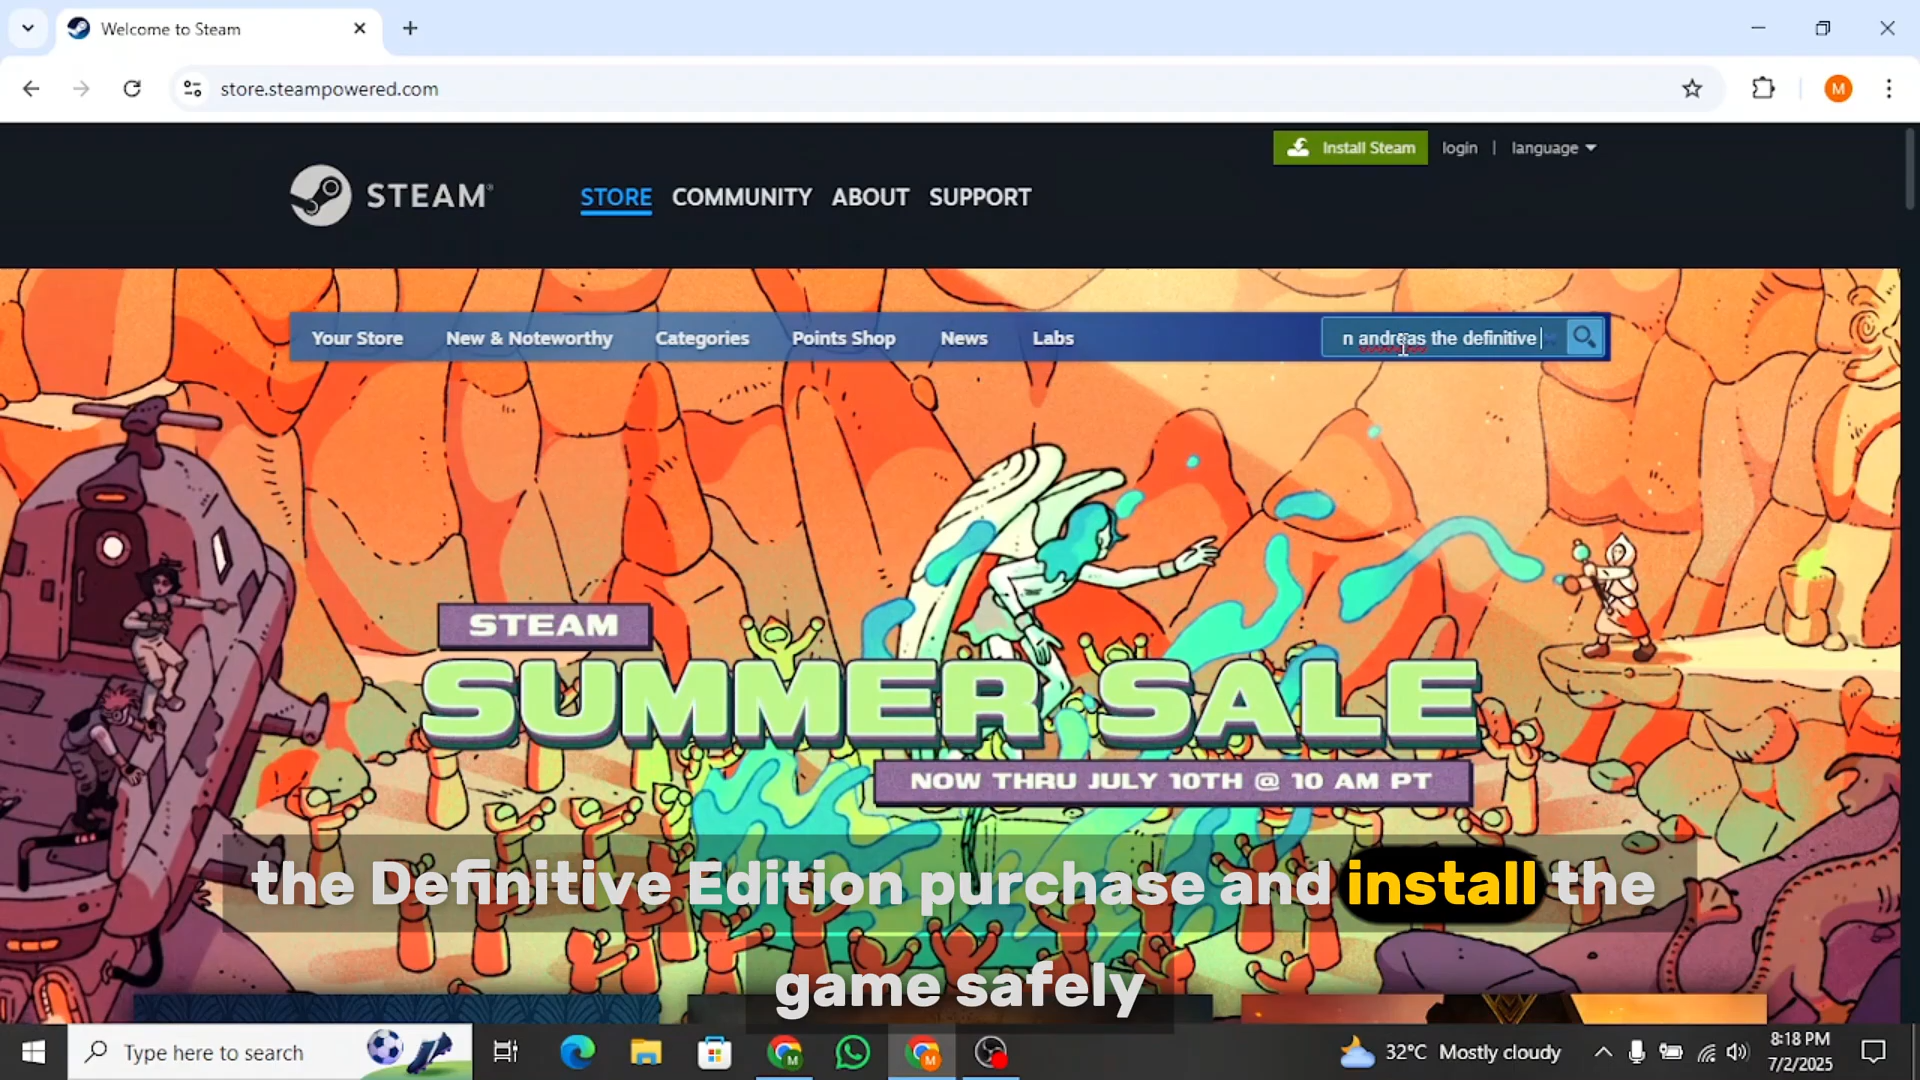 Welcome to Steam
store.steampowered.com
M
Install Steam
login | language
STEAM®
STORE
COMMUNITY
ABOUT
SUPPORT
Your Store
New & Noteworthy
Categories
Points Shop
News
Labs
n andreas the definitive
STEAM
SUMMER SALE
NOW THRU JULY 10TH @ 10 AM PT
the Definitive Edition purchase and install the
game safely
Type here to search
M
M
32°C Mostly cloudy
8:18 PM
7/2/2025